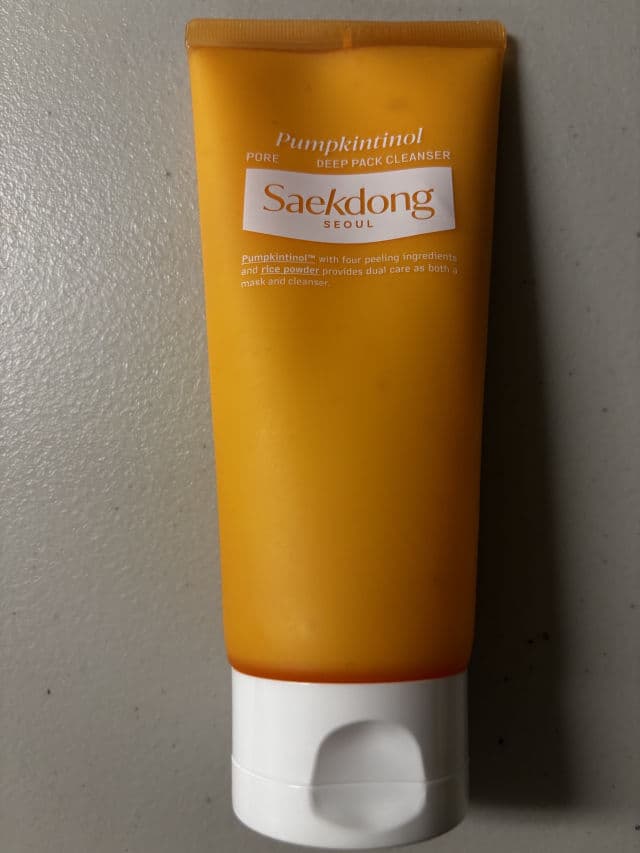 Pumpkintinol
PORE DEEP PACK CLEANSER
Saekdong
SEOUL
Pumpkintinol™ with four peeling ingredients
and rice powder provides dual care as both a
mask and cleanser.